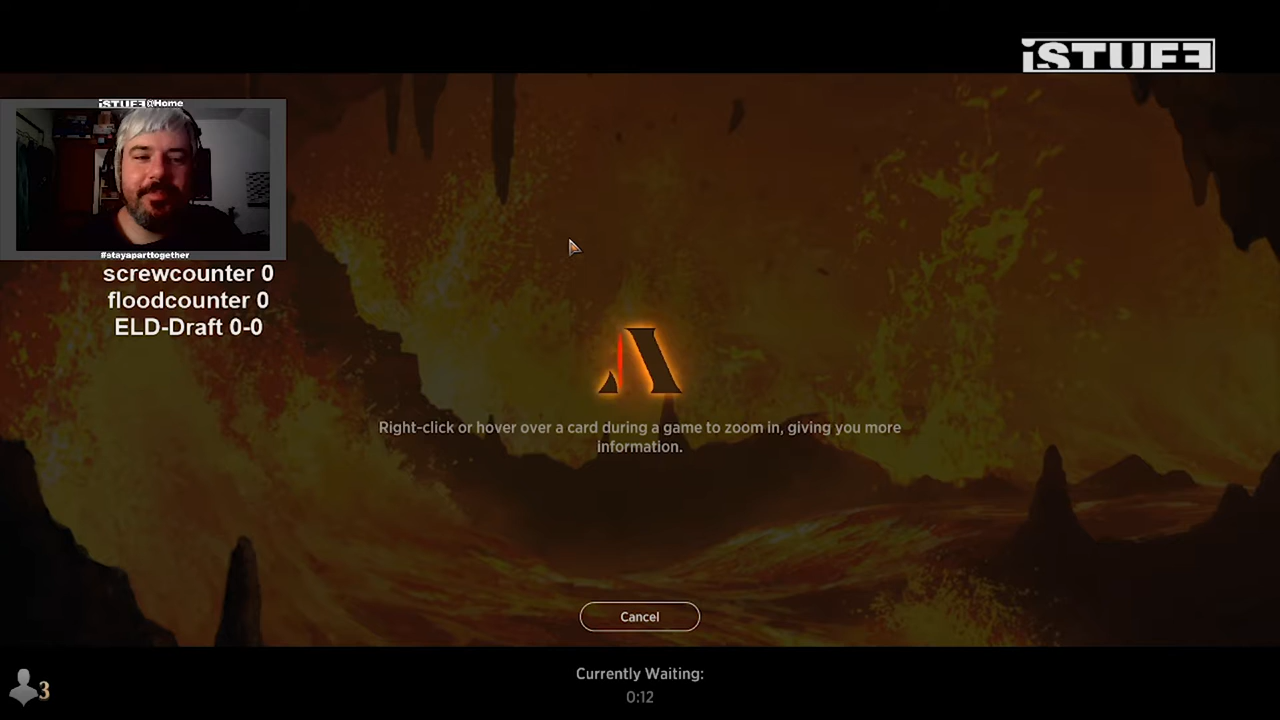 iSTUFF
iSTUFF@Home
#stayaparttogether
screwcounter 0
floodcounter 0
ELD-Draft 0-0
Right-click or hover over a card during a game to zoom in, giving you more
information.
Cancel
Currently Waiting:
0:12
3